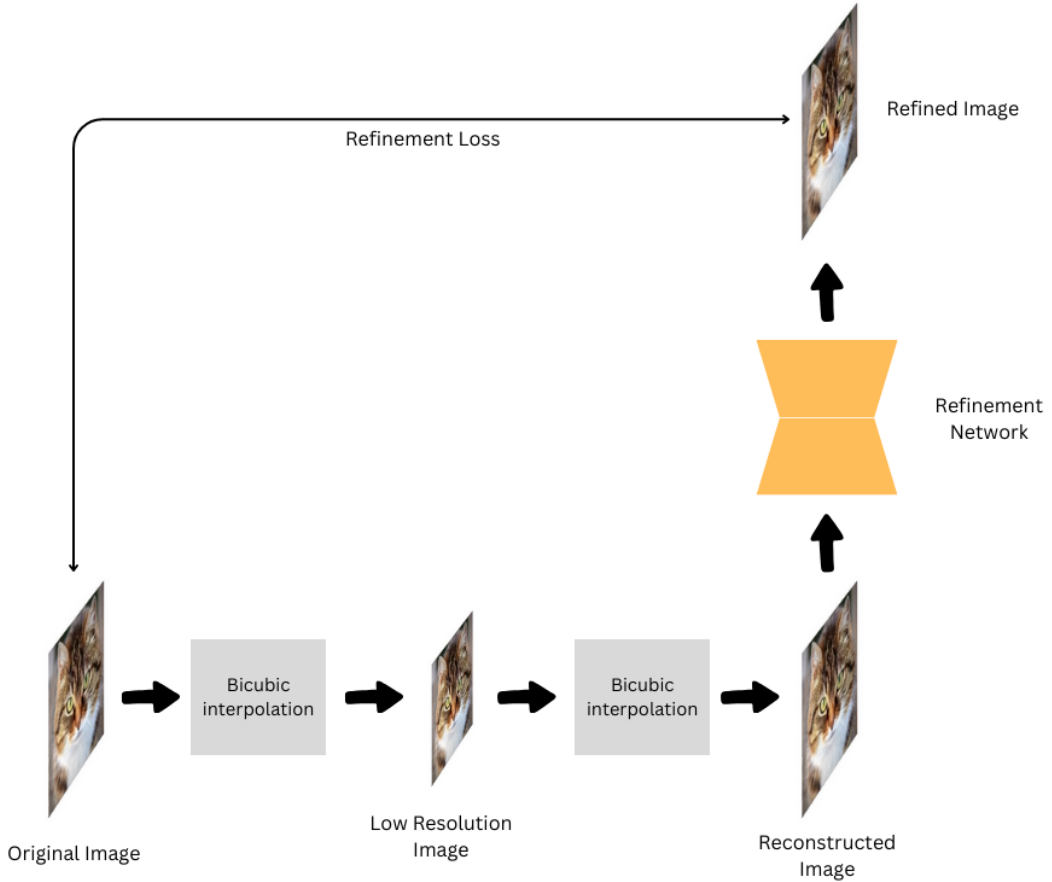 Refined Image
Refinement Loss
Refinement
Network
Bicubic
interpolation
Bicubic
interpolation
Low Resolution
Image
Original Image
Reconstructed
Image